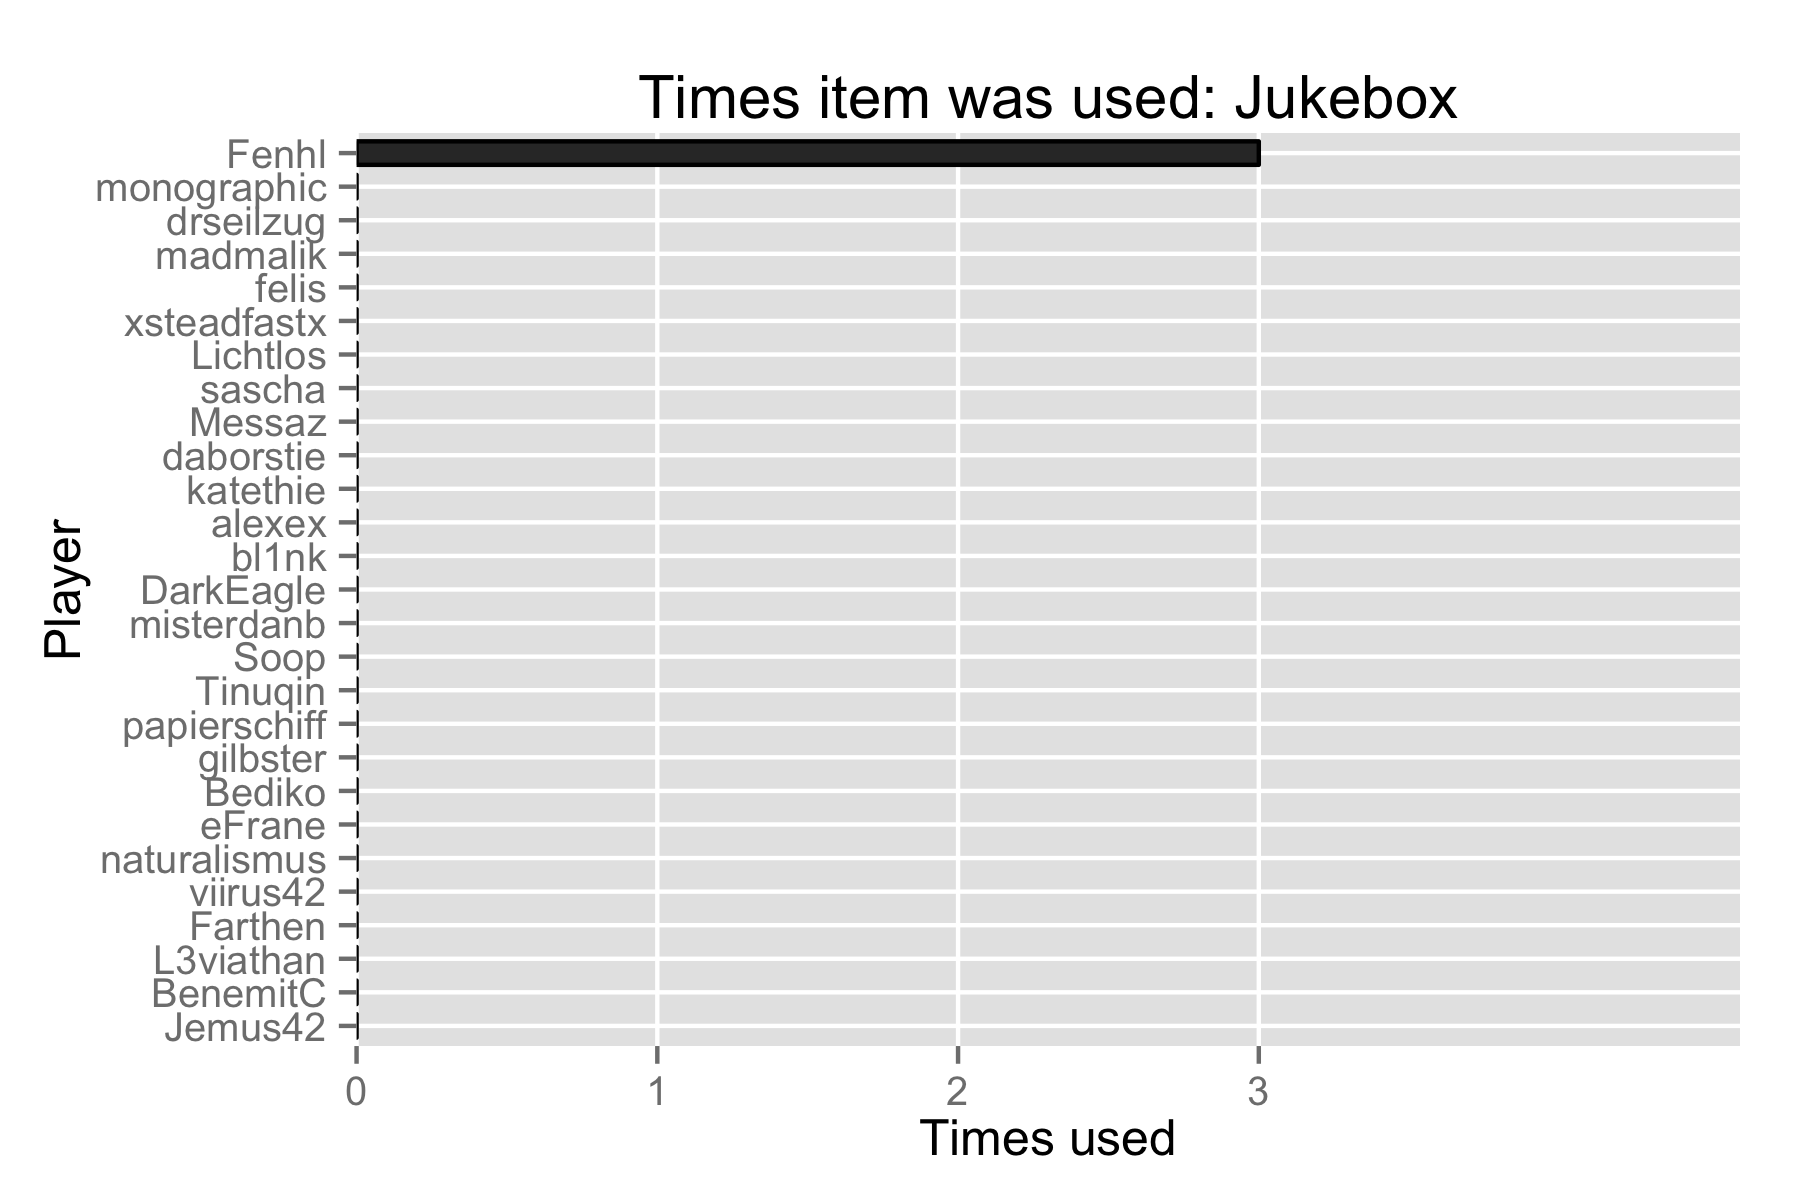 Times item was used: Jukebox
Fenhl
monographic
drseilzug
madmalik
felis
xsteadfastx
Lichtlos
sascha
Messaz
daborstie
katethie
alexex
bl1nk
DarkEagle
misterdanb
Soop
Tinuqin
papierschiff
gilbster
Bediko
eFrane
naturalismus
viirus42
Farthen
L3viathan
BenemitC
Jemus42
Player
0 1 2 3
Times used